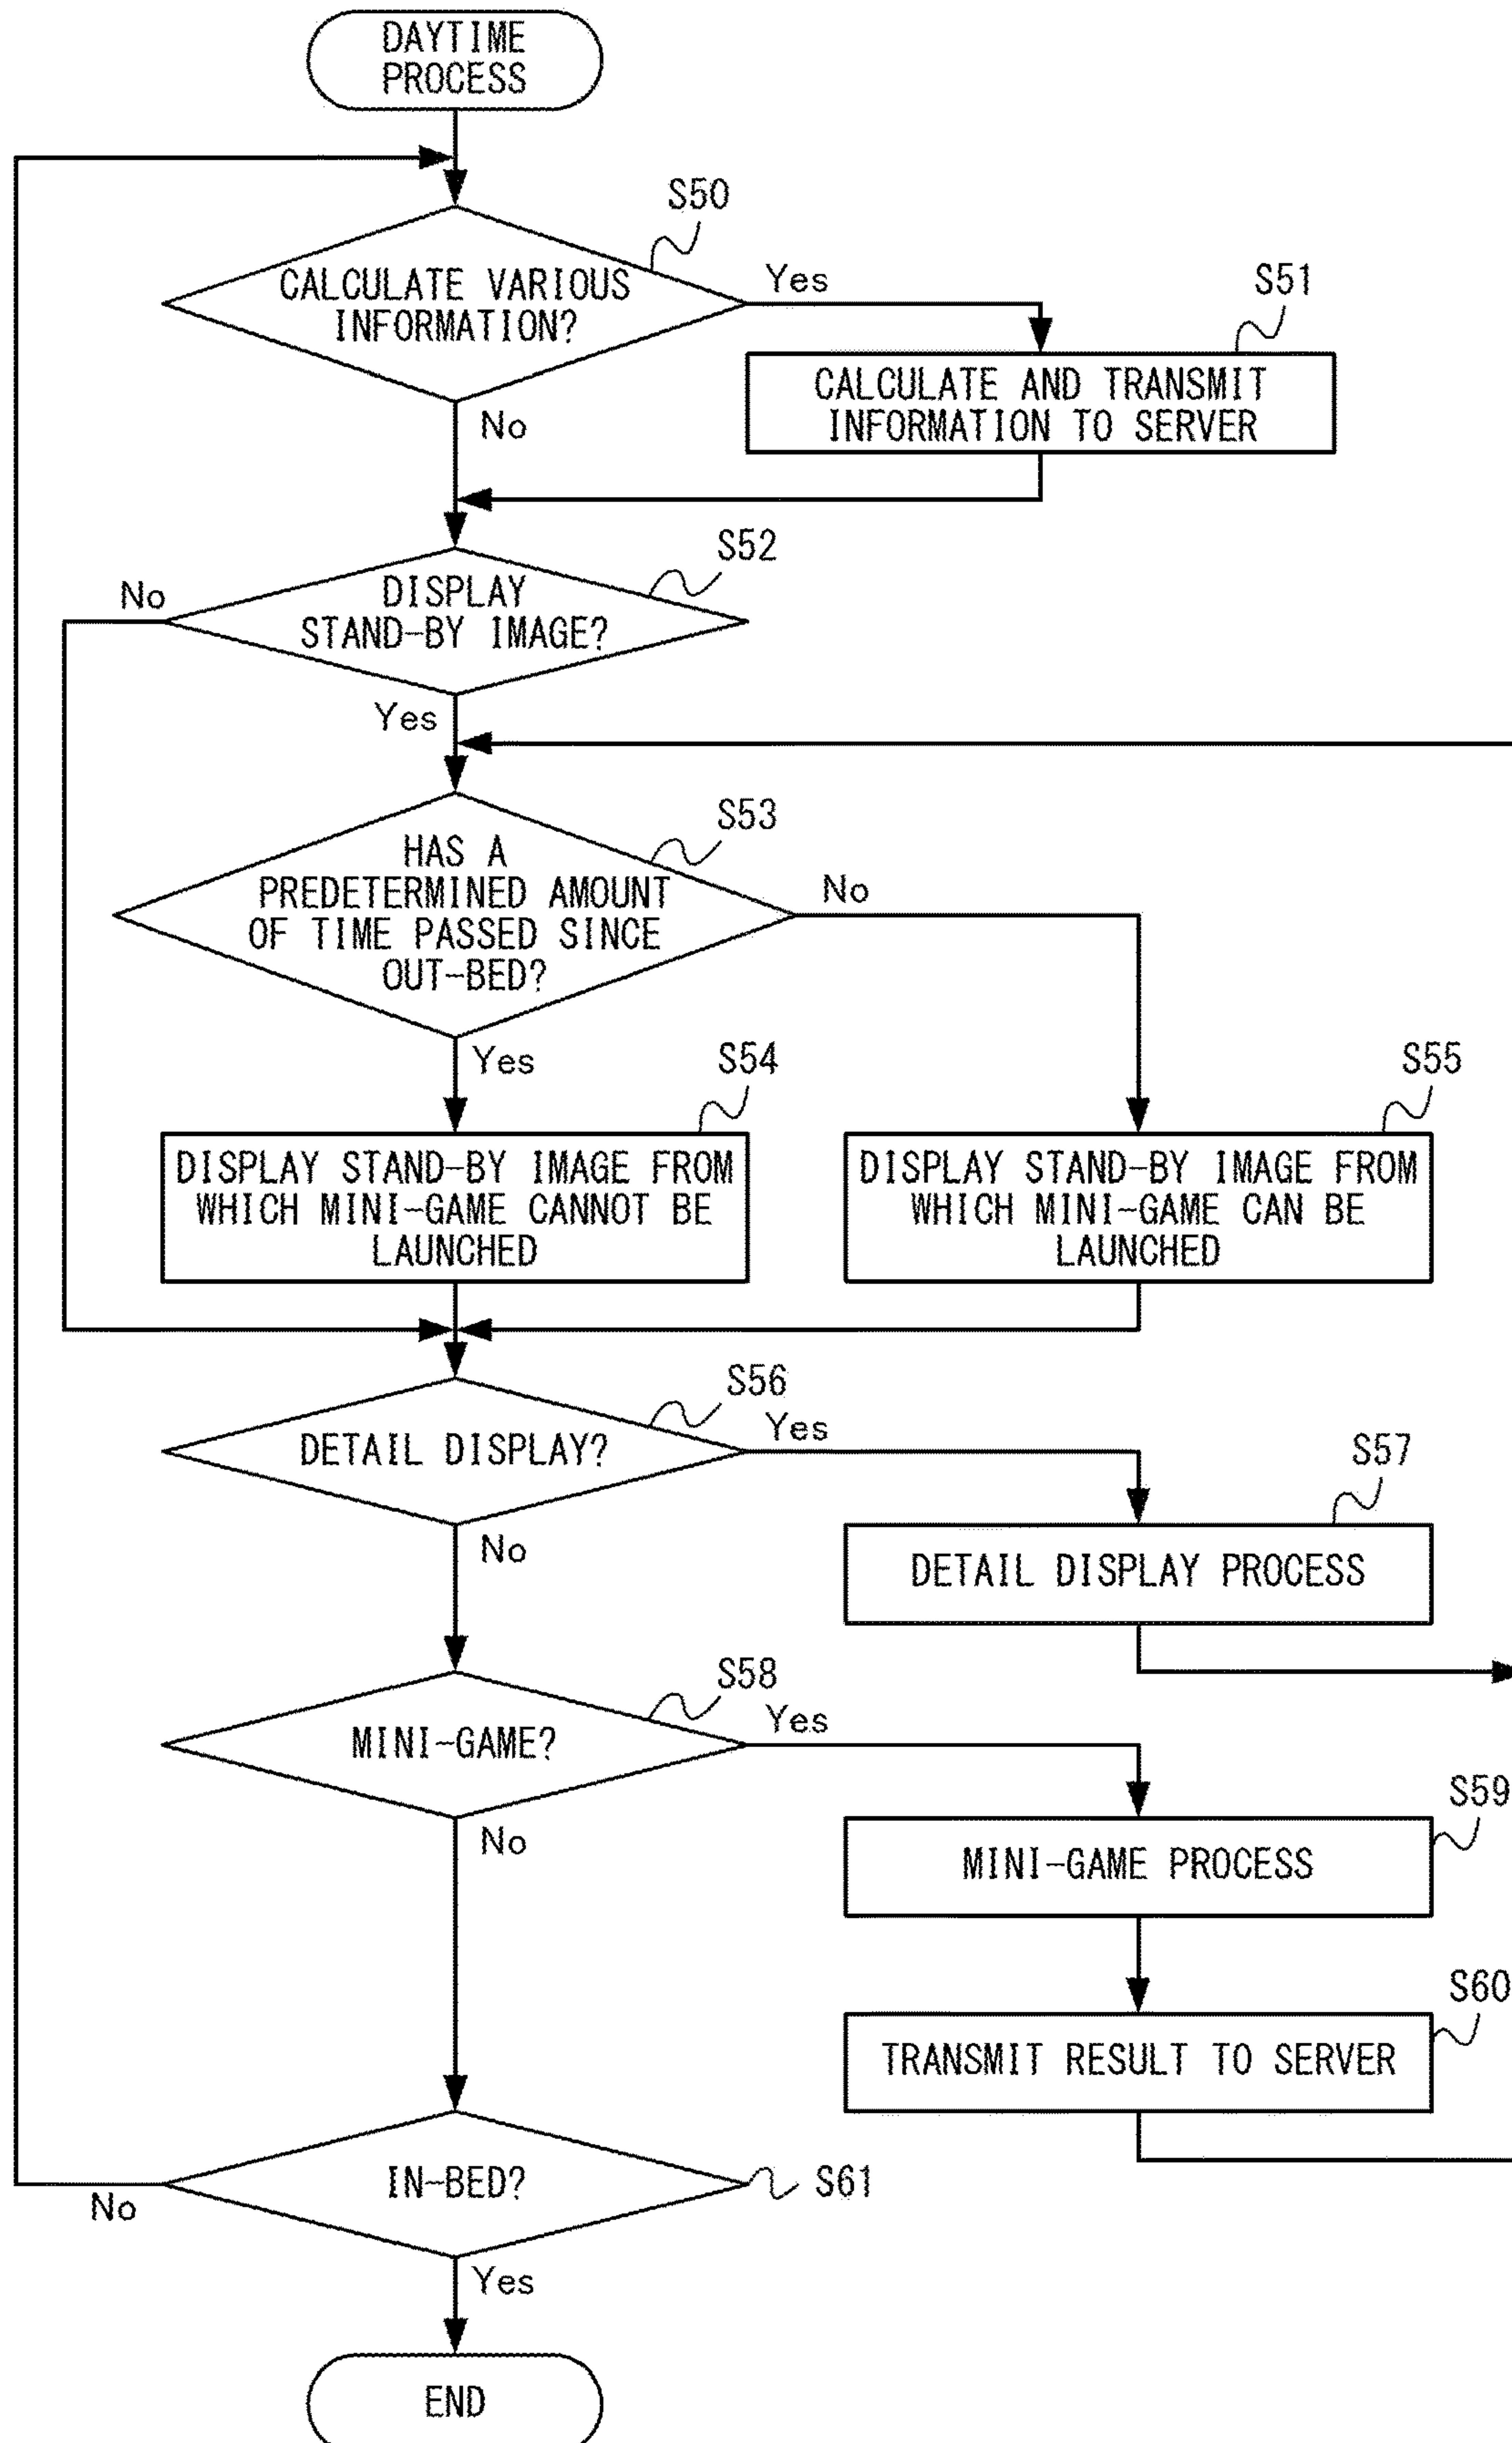 DAYTIME
PROCESS
S50
CALCULATE VARIOUS
INFORMATION?
Yes
No
S51
CALCULATE AND TRANSMIT
INFORMATION TO SERVER
S52
DISPLAY
STAND-BY IMAGE?
No
Yes
S53
HAS A
PREDETERMINED AMOUNT
OF TIME PASSED SINCE
OUT-BED?
No
Yes
S54
DISPLAY STAND-BY IMAGE FROM
WHICH MINI-GAME CANNOT BE
LAUNCHED
S55
DISPLAY STAND-BY IMAGE FROM
WHICH MINI-GAME CAN BE
LAUNCHED
S56
DETAIL DISPLAY?
Yes
No
S57
DETAIL DISPLAY PROCESS
S58
MINI-GAME?
Yes
No
S59
MINI-GAME PROCESS
S60
TRANSMIT RESULT TO SERVER
IN-BED?
S61
No
Yes
END